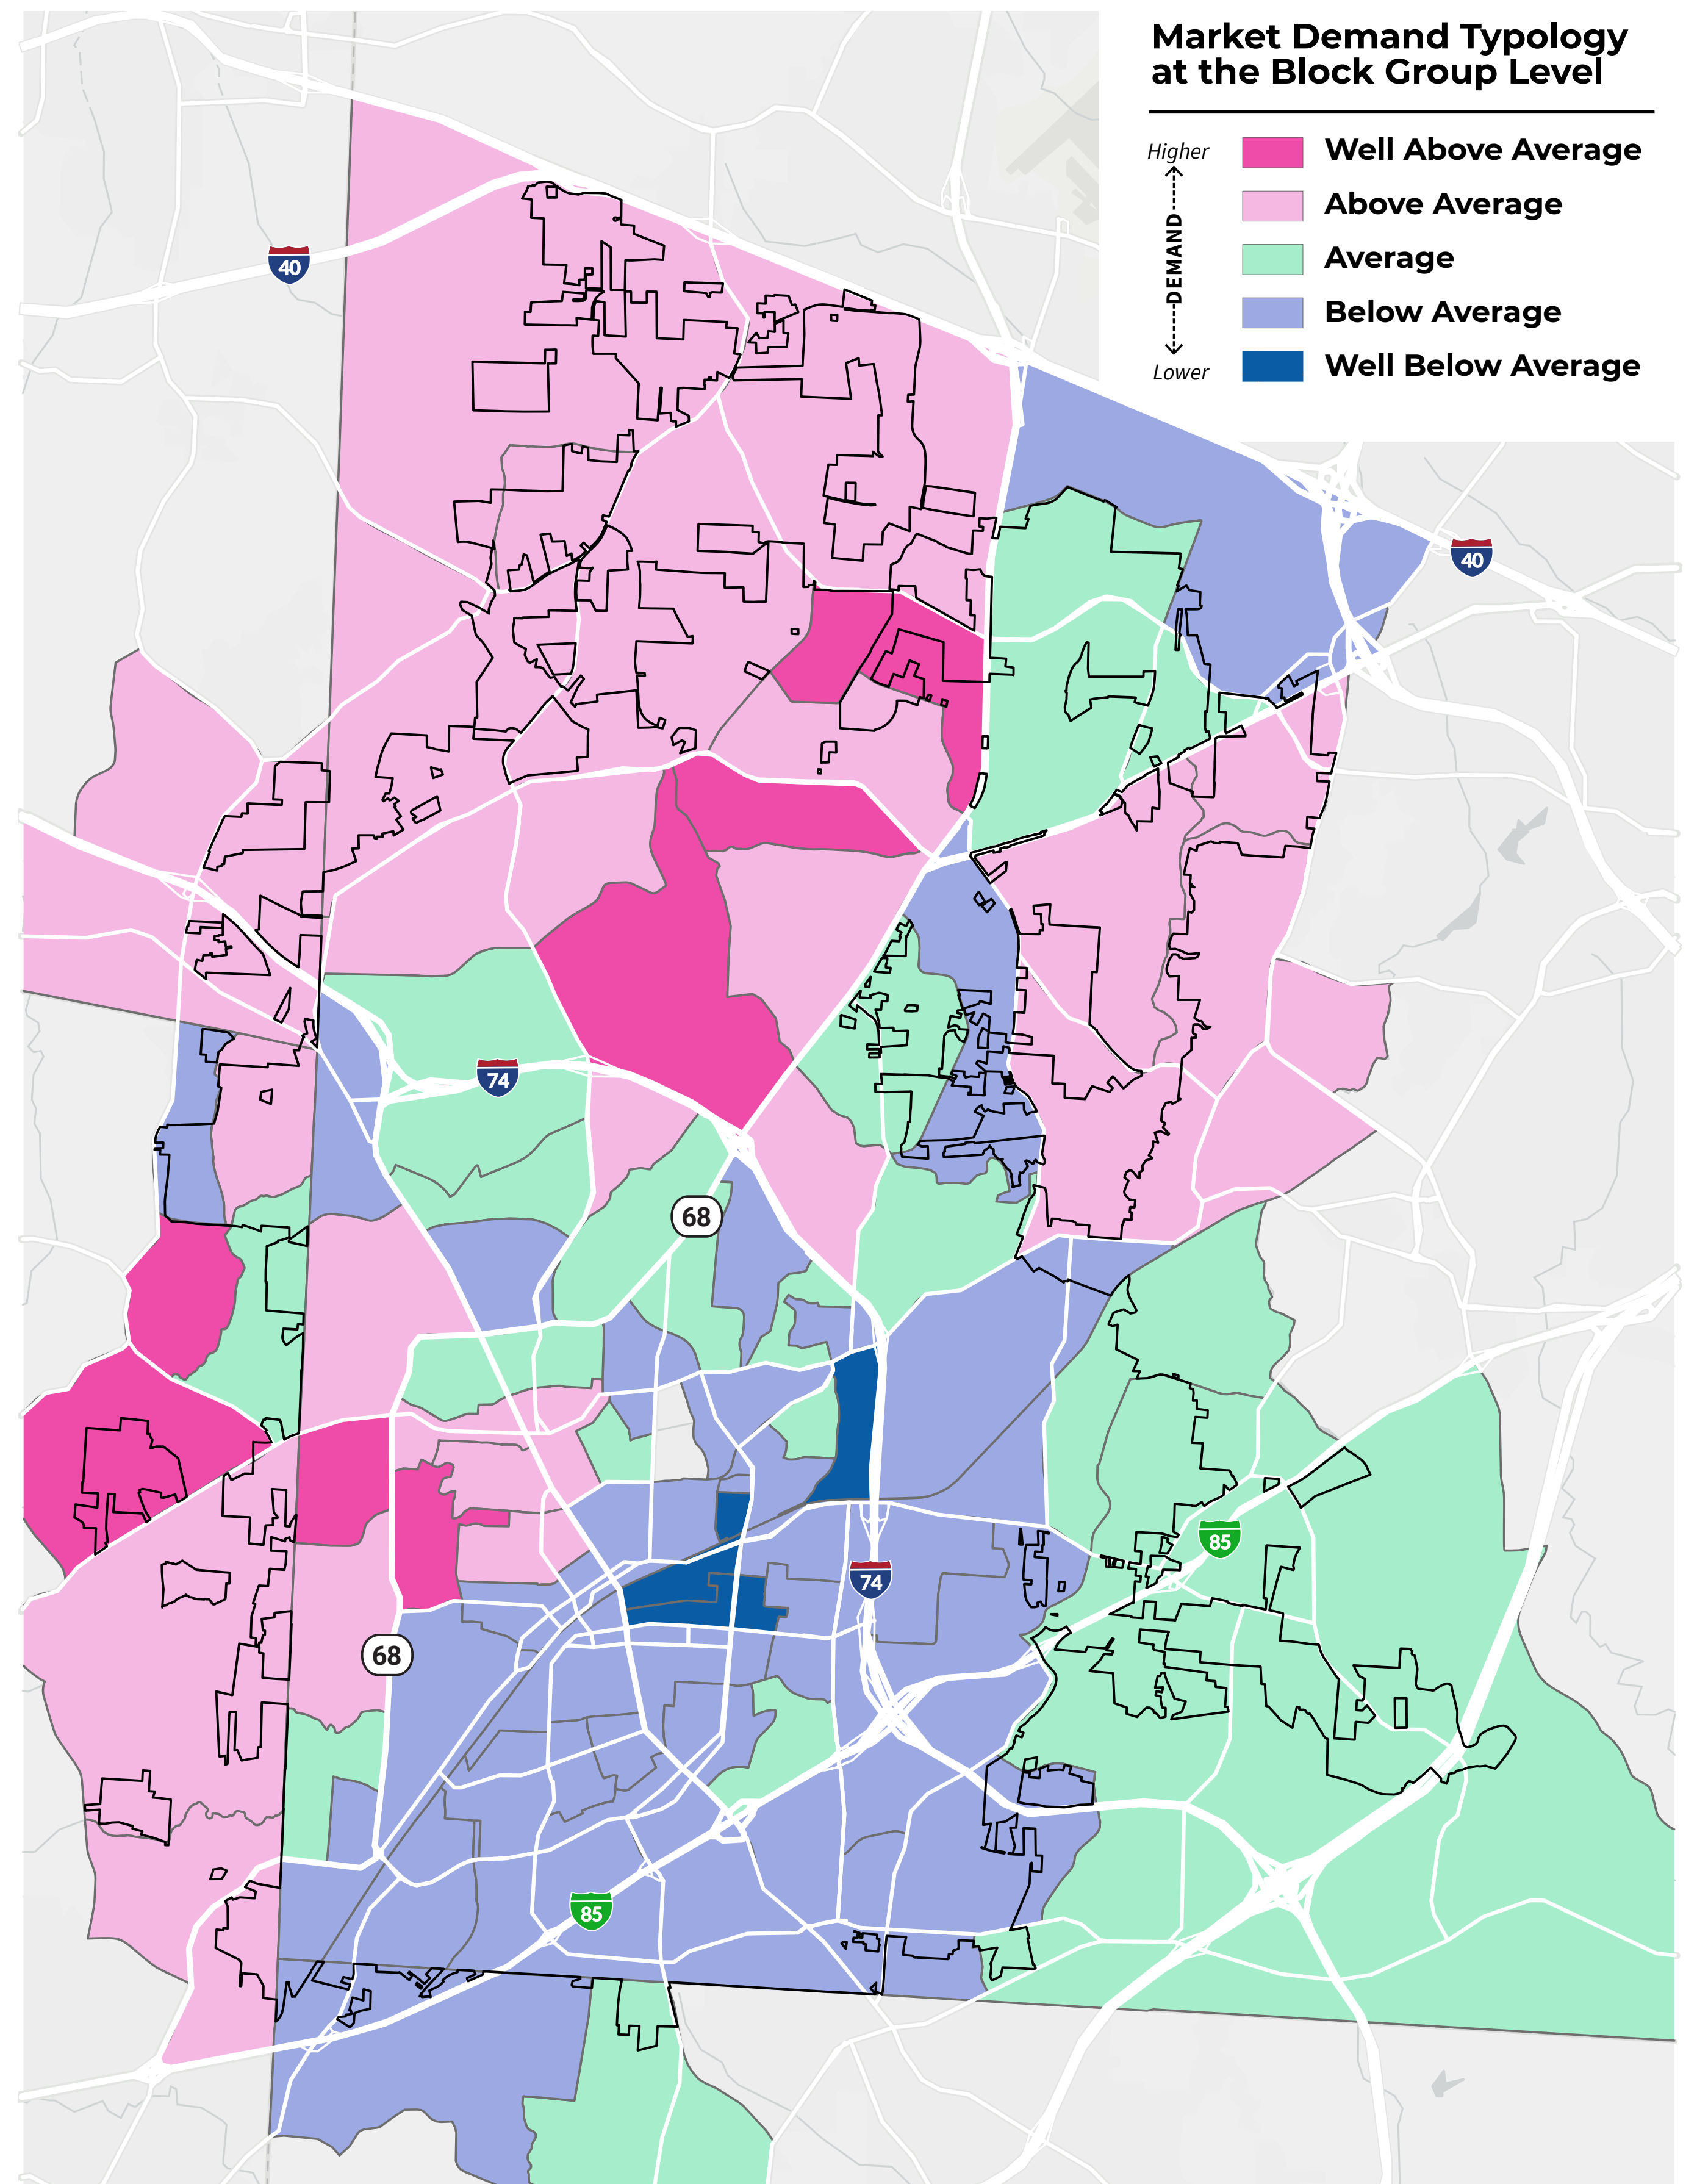 Market Demand Typology
at the Block Group Level
Higher
DEMAND
Lower
Well Above Average
Above Average
Average
Below Average
Well Below Average
40
40
74
68
85
74
68
85